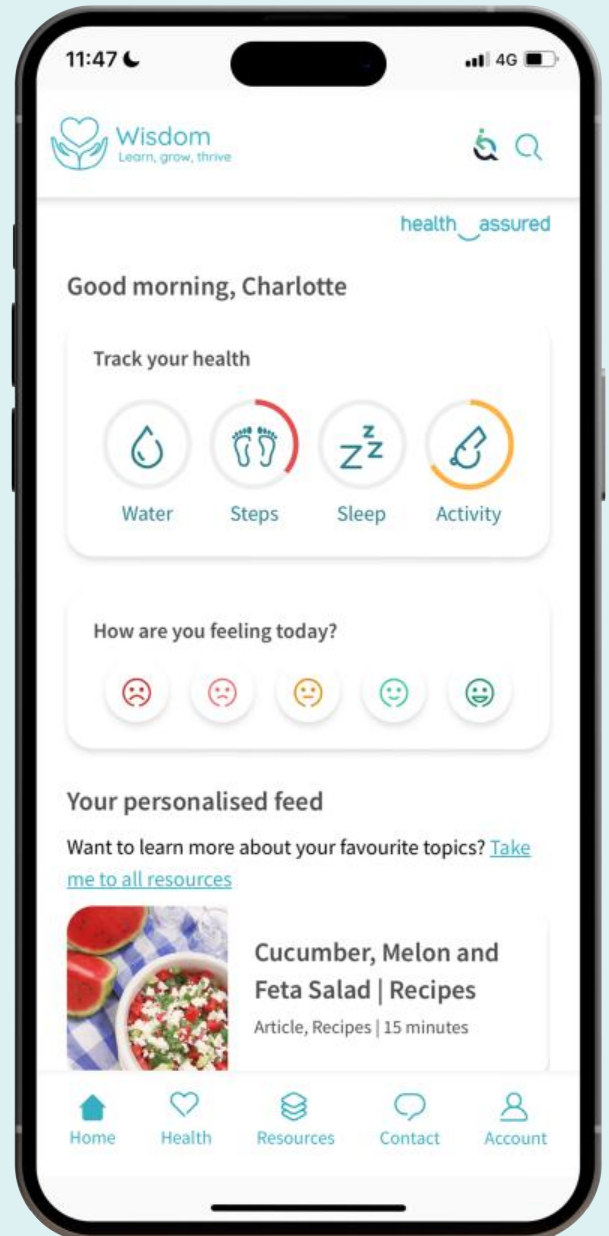 11:47
4G
Wisdom
Learn, grow, thrive
health assured
Good morning, Charlotte
Track your health
Water Steps Sleep Activity
How are you feeling today?
Your personalised feed
Want to learn more about your favourite topics? Take
me to all resources
Cucumber, Melon and
Feta Salad | Recipes
Article, Recipes | 15 minutes
Home Health Resources Contact Account